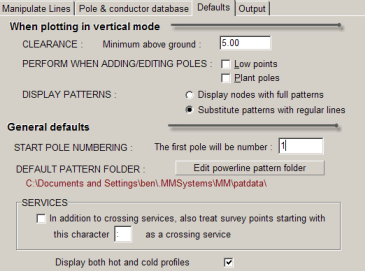 Manipulate Lines | Pole & conductor database | Defaults | Output
When plotting in vertical mode
CLEARANCE : Minimum above ground : 5.00
PERFORM WHEN ADDING/EDITING POLES : Low points
Plant poles
DISPLAY PATTERNS : Display nodes with full patterns
Substitute patterns with regular lines
General defaults
START POLE NUMBERING : The first pole will be number : 1
DEFAULT PATTERN FOLDER : Edit powerline pattern folder
C:\Documents and Settings\ben\.MMSystems\MM\patdata\
SERVICES
In addition to crossing services, also treat survey points starting with
this character : as a crossing service
Display both hot and cold profiles